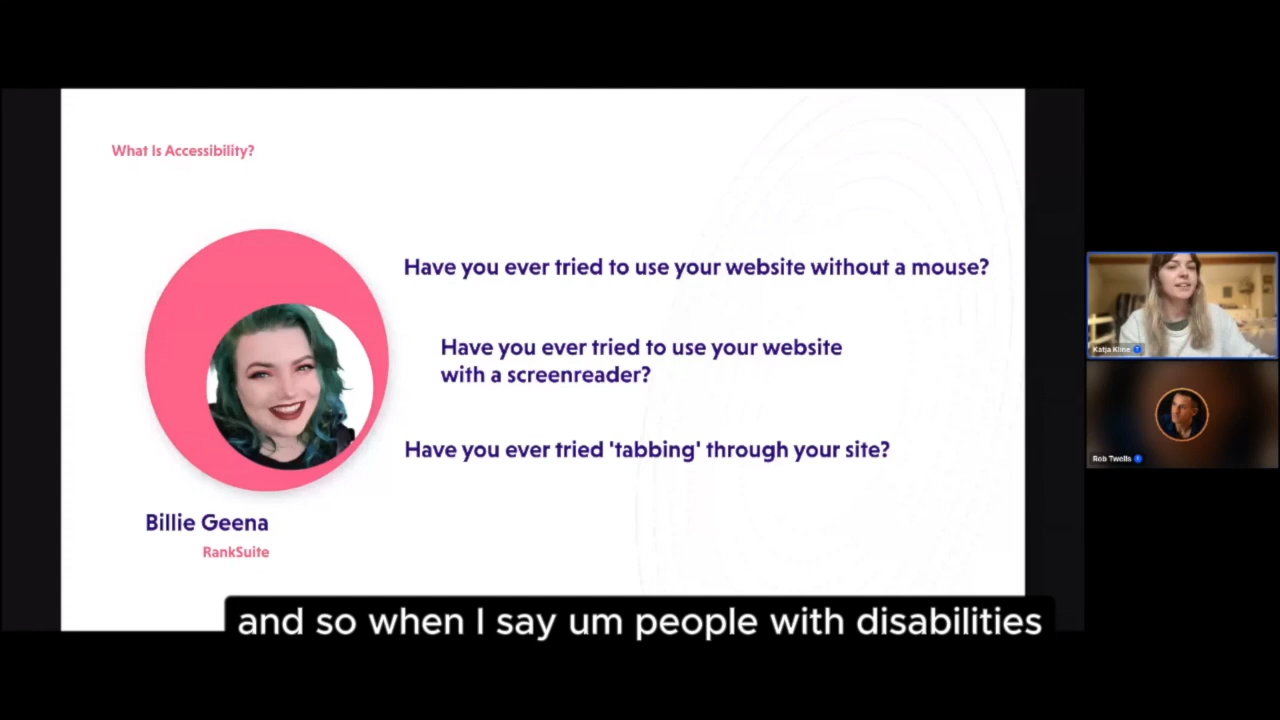 What Is Accessibility?
Have you ever tried to use your website without a mouse?
Have you ever tried to use your website
with a screenreader?
Have you ever tried 'tabbing' through your site?
Billie Geena
RankSuite
Katja Kline
Rob Twells
and so when I say um people with disabilities